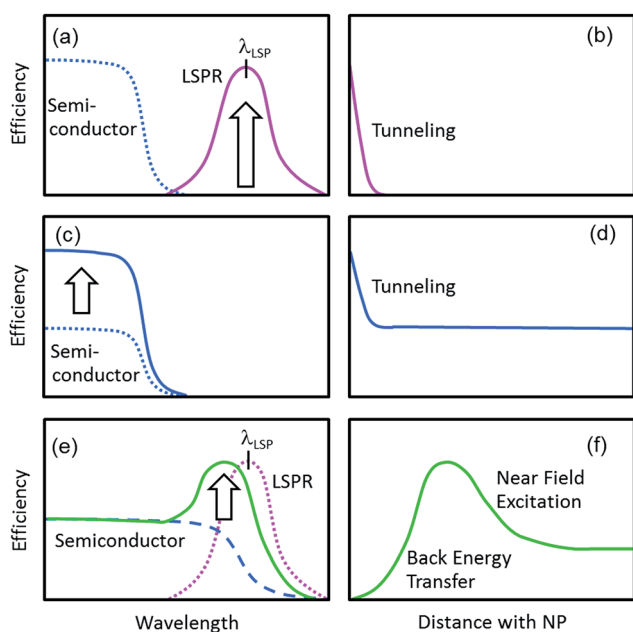 (a)
λLSP
LSPR
Semi-
conductor
Efficiency
(b)
Tunneling
(c)
Semi-
conductor
Efficiency
(d)
Tunneling
(e)
λLSP
LSPR
Semiconductor
Efficiency
Wavelength
(f)
Near Field
Excitation
Back Energy
Transfer
Distance with NP